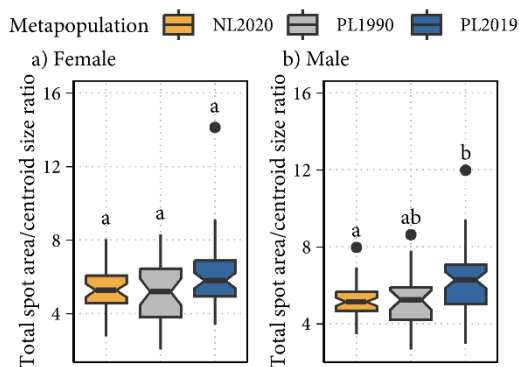 Metapopulation NL2020 PL1990 PL2019
a) Female
b) Male
Total spot area/centroid size ratio
16
12
8
4
a
a
a
Total spot area/centroid size ratio
16
12
8
4
a
ab
b